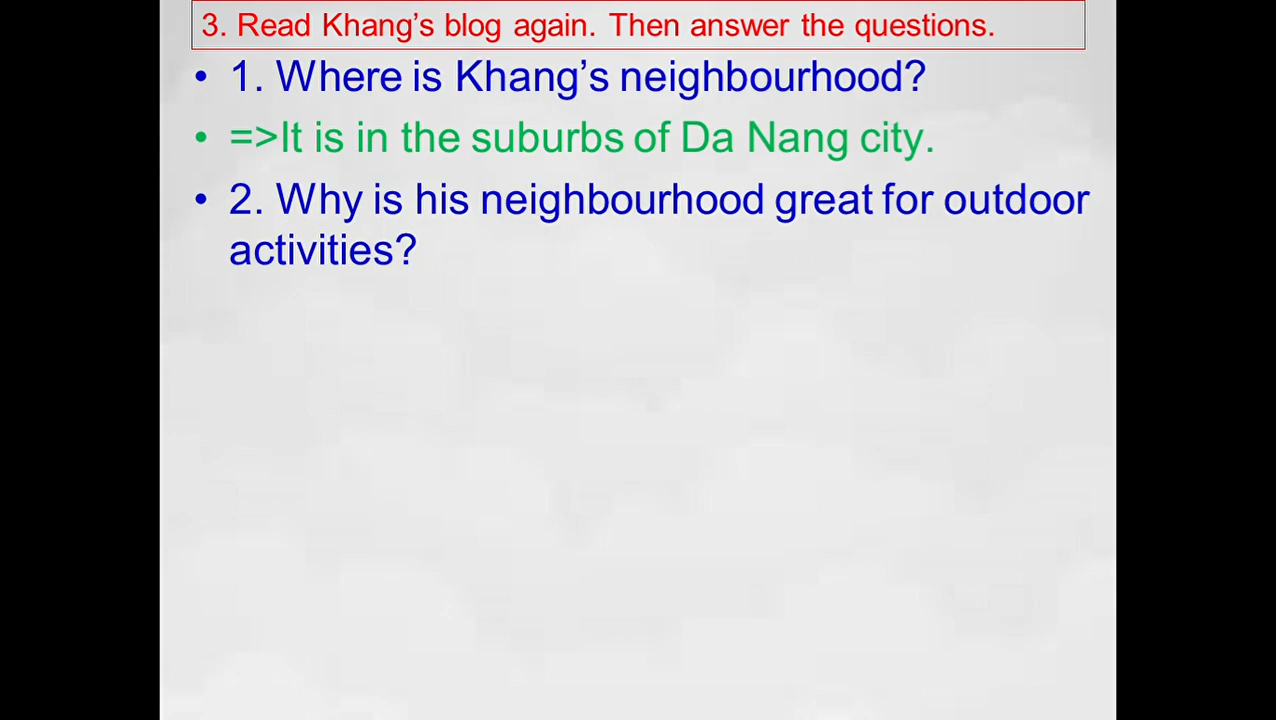 3. Read Khang’s blog again. Then answer the questions.
• 1. Where is Khang’s neighbourhood?
• =>It is in the suburbs of Da Nang city.
• 2. Why is his neighbourhood great for outdoor
activities?